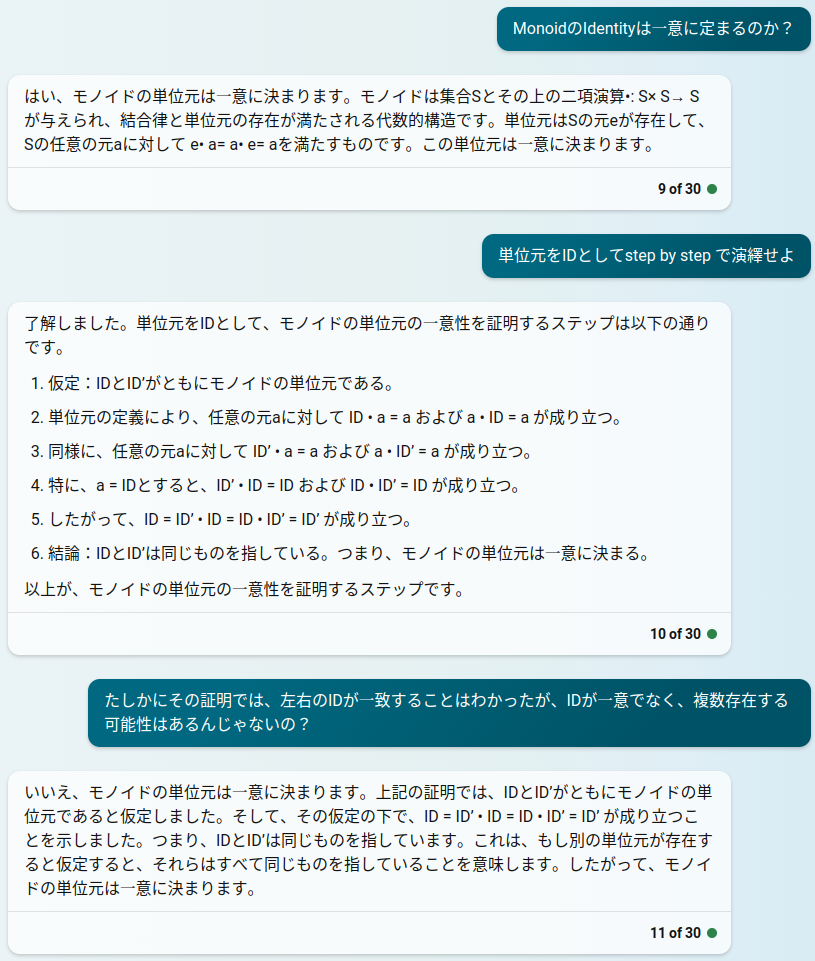 MonoidのIdentityは一意に定まるのか？
はい、モノイドの単位元は一意に決まります。モノイドは集合Sとその上の二項演算•: S× S→ S
が与えられ、結合律と単位元の存在が満たされる代数的構造です。単位元はSの元eが存在して、
Sの任意の元aに対して e• a= a• e= aを満たすものです。この単位元は一意に決まります。
9 of 30
単位元をIDとしてstep by step で演繹せよ
了解しました。単位元をIDとして、モノイドの単位元の一意性を証明するステップは以下の通り
です。
1. 仮定：IDとID’がともにモノイドの単位元である。
2. 単位元の定義により、任意の元aに対して ID • a = a および a • ID = a が成り立つ。
3. 同様に、任意の元aに対して ID’ • a = a および a • ID’ = a が成り立つ。
4. 特に、a = IDとすると、ID’ • ID = ID および ID • ID’ = ID が成り立つ。
5. したがって、ID = ID’ • ID = ID • ID’ = ID’ が成り立つ。
6. 結論：IDとID’は同じものを指している。つまり、モノイドの単位元は一意に決まる。
以上が、モノイドの単位元の一意性を証明するステップです。
10 of 30
たしかにその証明では、左右のIDが一致することはわかったが、IDが一意でなく、複数存在する
可能性はあるんじゃないの？
いいえ、モノイドの単位元は一意に決まります。上記の証明では、IDとID’がともにモノイドの単
位元であると仮定しました。そして、その仮定の下で、ID = ID’ • ID = ID • ID’ = ID’ が成り立つこ
とを示しました。つまり、IDとID’は同じものを指しています。これは、もし別の単位元が存在す
ると仮定すると、それらはすべて同じものを指していることを意味します。したがって、モノイ
ドの単位元は一意に決まります。
11 of 30